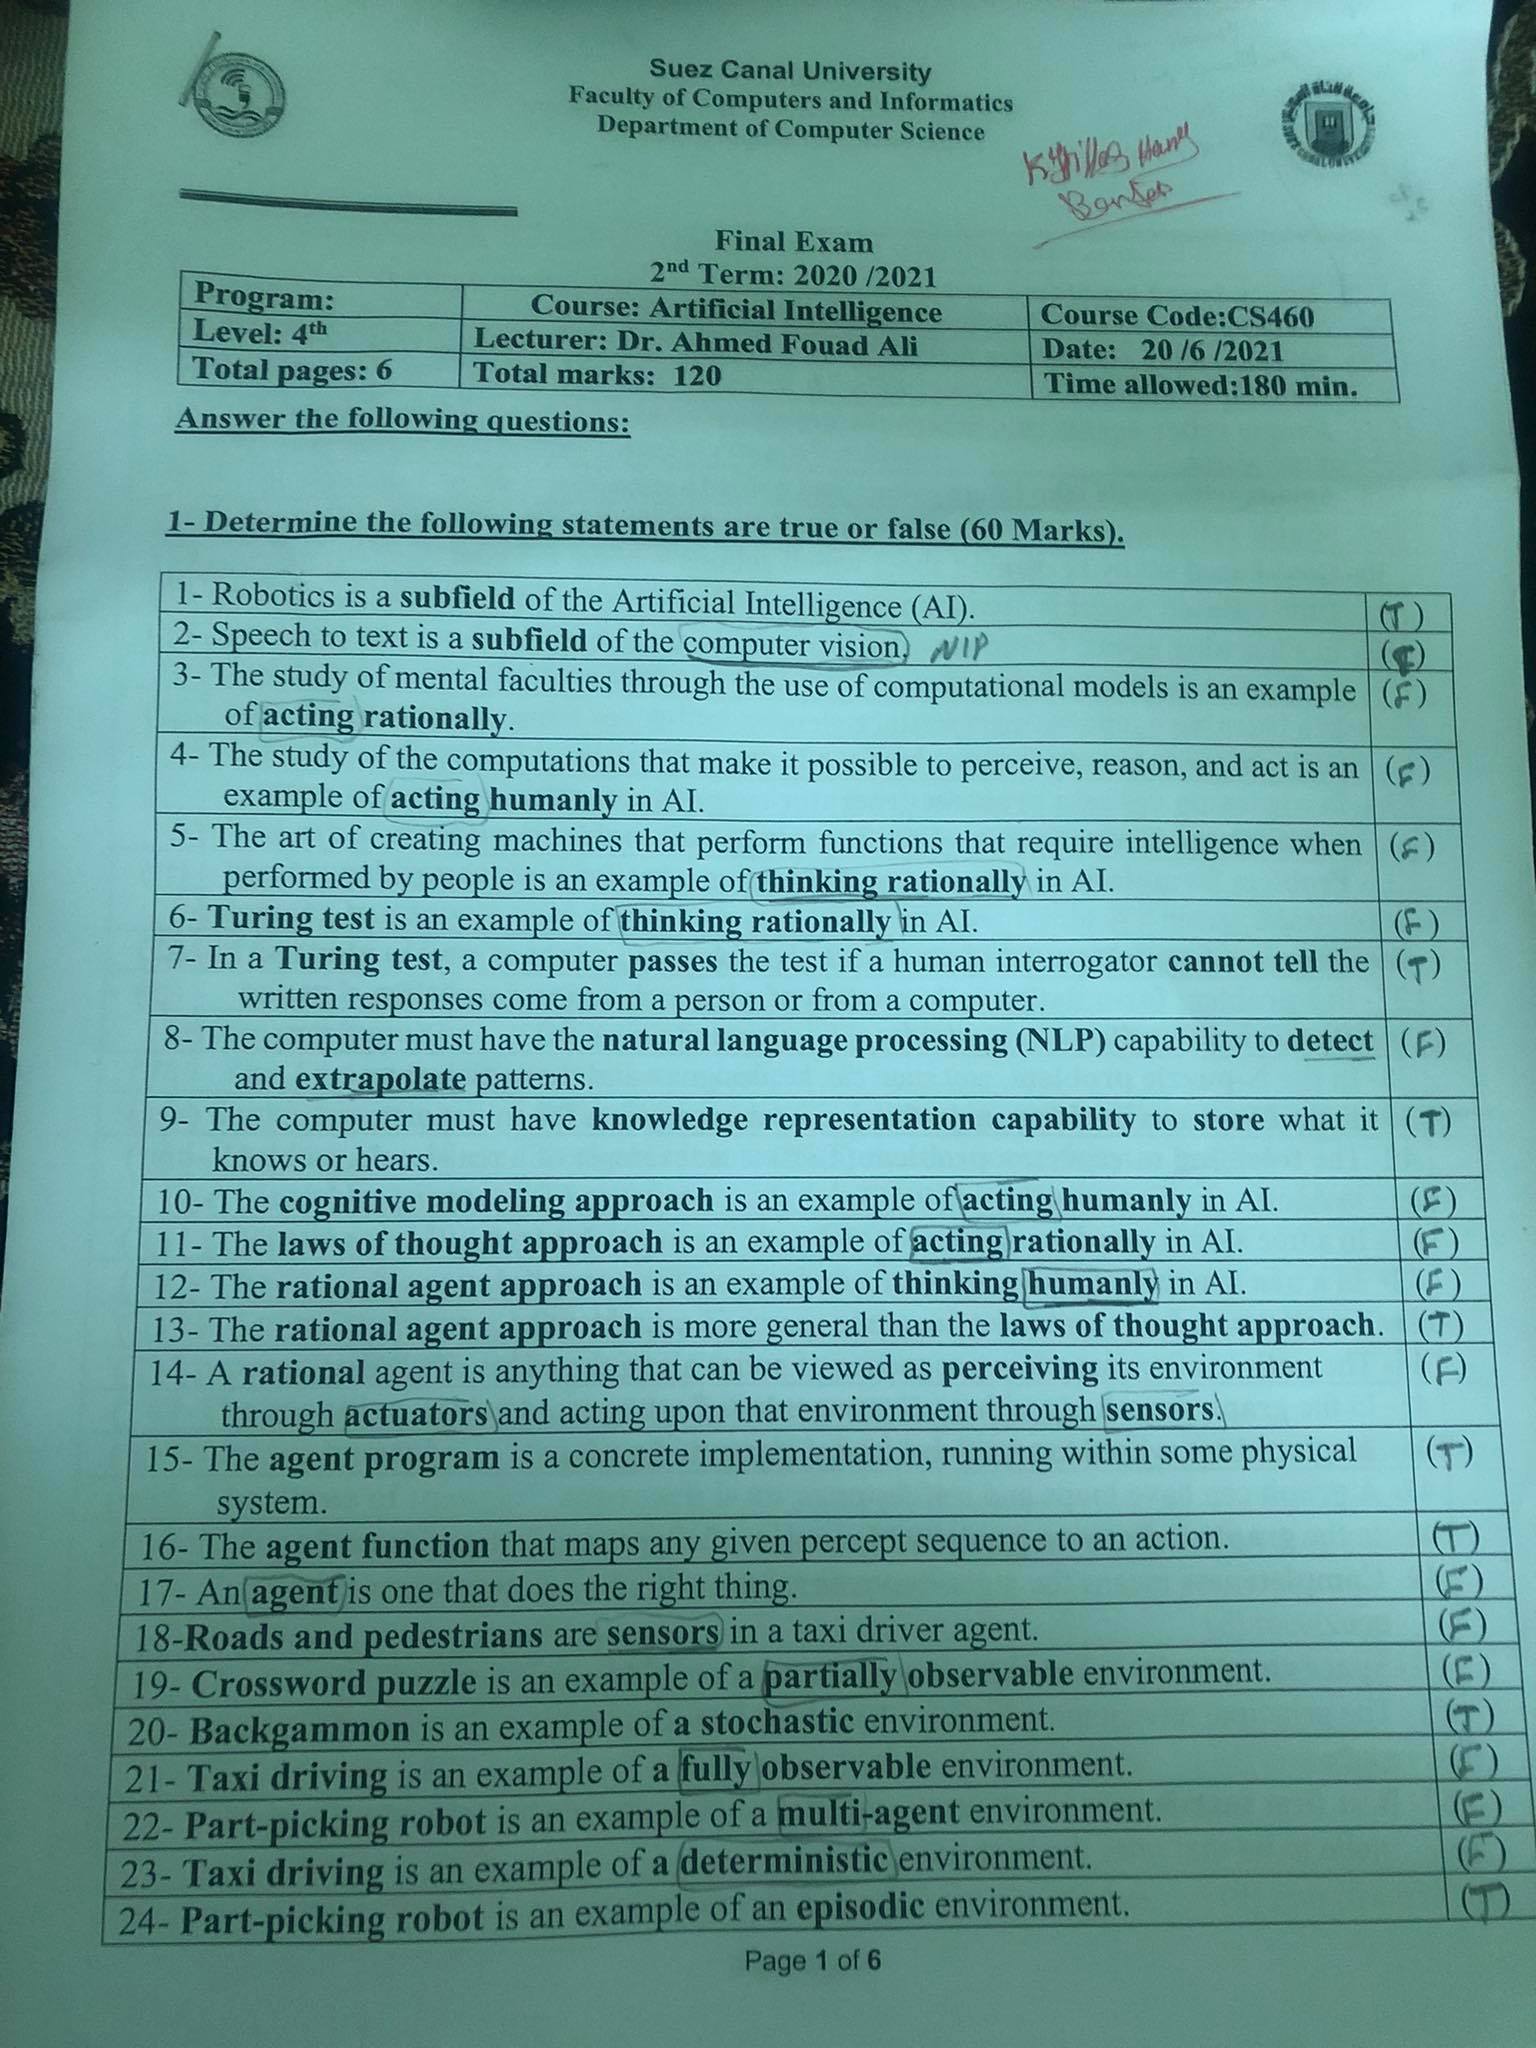 Suez Canal University
Faculty of Computers and Informatics
Department of Computer Science
Final Exam
2nd Term: 2020 /2021
Program: Course: Artificial Intelligence Course Code:CS460
Level: 4th Lecturer: Dr. Ahmed Fouad Ali Date: 20 /6 /2021
Total pages: 6 Total marks: 120 Time allowed:180 min.
Answer the following questions:
1- Determine the following statements are true or false (60 Marks).
1- Robotics is a subfield of the Artificial Intelligence (AI). (T)
2- Speech to text is a subfield of the computer vision. NlP (F)
3- The study of mental faculties through the use of computational models is an example (F)
of acting rationally.
4- The study of the computations that make it possible to perceive, reason, and act is an (F)
example of acting humanly in AI.
5- The art of creating machines that perform functions that require intelligence when (F)
performed by people is an example of thinking rationally in AI.
6- Turing test is an example of thinking rationally in AI. (F)
7- In a Turing test, a computer passes the test if a human interrogator cannot tell the (T)
written responses come from a person or from a computer.
8- The computer must have the natural language processing (NLP) capability to detect (F)
and extrapolate patterns.
9- The computer must have knowledge representation capability to store what it (T)
knows or hears.
10- The cognitive modeling approach is an example of acting humanly in AI. (F)
11- The laws of thought approach is an example of acting rationally in AI. (F)
12- The rational agent approach is an example of thinking humanly in AI. (F)
13- The rational agent approach is more general than the laws of thought approach. (T)
14- A rational agent is anything that can be viewed as perceiving its environment (F)
through actuators and acting upon that environment through sensors.
15- The agent program is a concrete implementation, running within some physical (T)
system.
16- The agent function that maps any given percept sequence to an action. (T)
17- An agent is one that does the right thing. (F)
18-Roads and pedestrians are sensors in a taxi driver agent. (F)
19- Crossword puzzle is an example of a partially observable environment. (F)
20- Backgammon is an example of a stochastic environment. (T)
21- Taxi driving is an example of a fully observable environment. (F)
22- Part-picking robot is an example of a multi-agent environment. (F)
23- Taxi driving is an example of a deterministic environment. (F)
24- Part-picking robot is an example of an episodic environment. (T)
Page 1 of 6